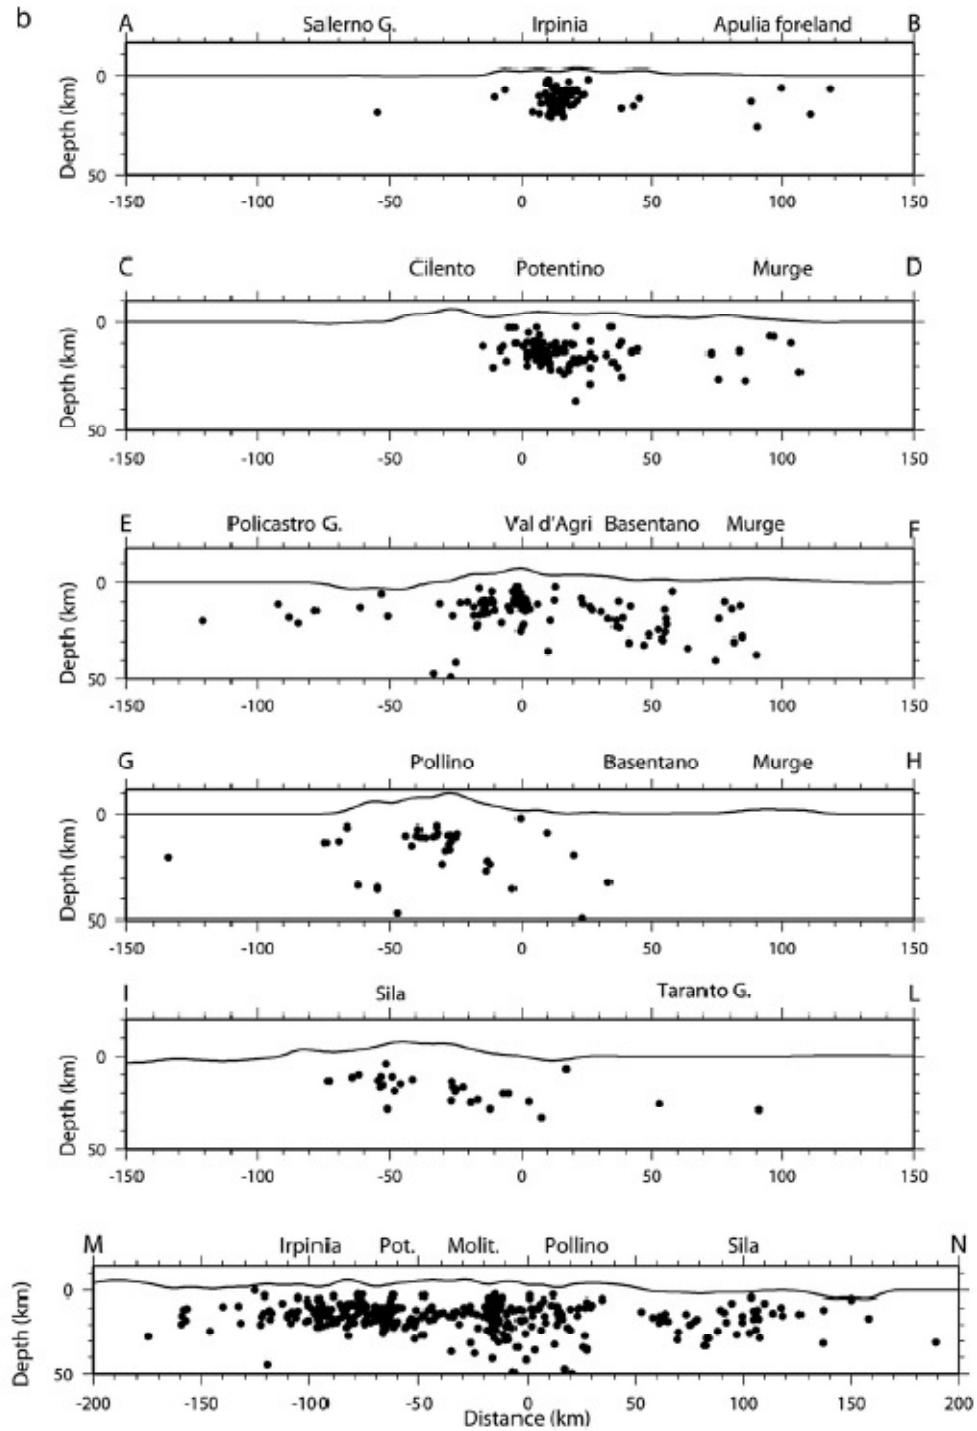 b
A Salerno G. Irpinia Apulia foreland B
0
50
Depth (km)
-150 -100 -50 0 50 100 150
C Cilento Potentino Murge D
0
50
Depth (km)
-150 -100 -50 0 50 100 150
E Policastro G. Val d'Agri Basentano Murge F
0
50
Depth (km)
-150 -100 -50 0 50 100 150
G Pollino Basentano Murge H
0
50
Depth (km)
-150 -100 -50 0 50 100 150
I Sila Taranto G. L
0
50
Depth (km)
-150 -100 -50 0 50 100 150
M Irpinia Pot. Molit. Pollino Sila N
0
50
Depth (km)
-200 -150 -100 -50 0 50 100 150 200
Distance (km)